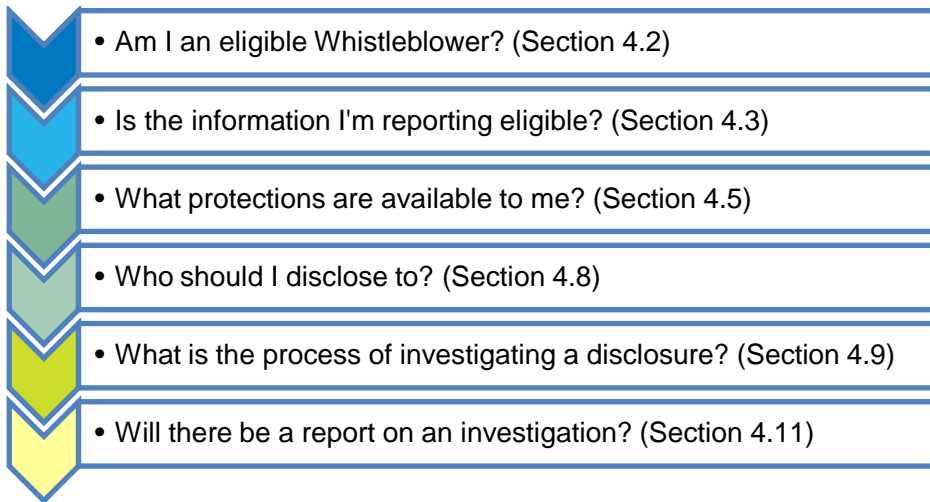 • Am I an eligible Whistleblower? (Section 4.2)
• Is the information I'm reporting eligible? (Section 4.3)
• What protections are available to me? (Section 4.5)
• Who should I disclose to? (Section 4.8)
• What is the process of investigating a disclosure? (Section 4.9)
• Will there be a report on an investigation? (Section 4.11)